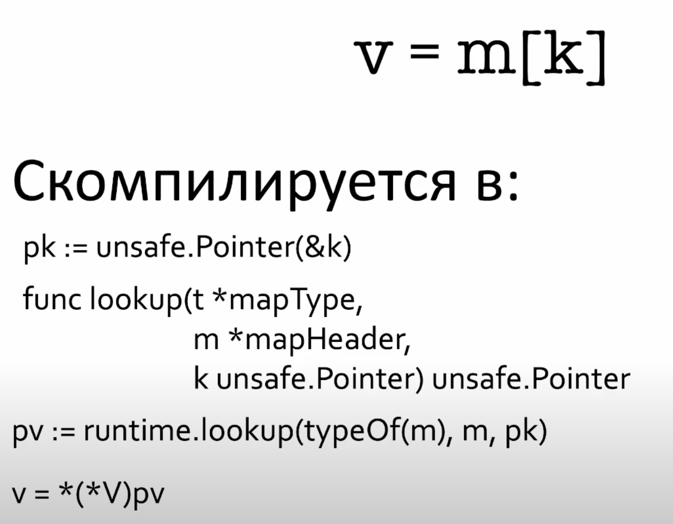 v = m[k]
Скомпилируется в:
pk := unsafe.Pointer(&k)
func lookup(t *mapType,
m *mapHeader,
k unsafe.Pointer) unsafe.Pointer
pv := runtime.lookup(typeOf(m), m, pk)
v = *(*V)pv